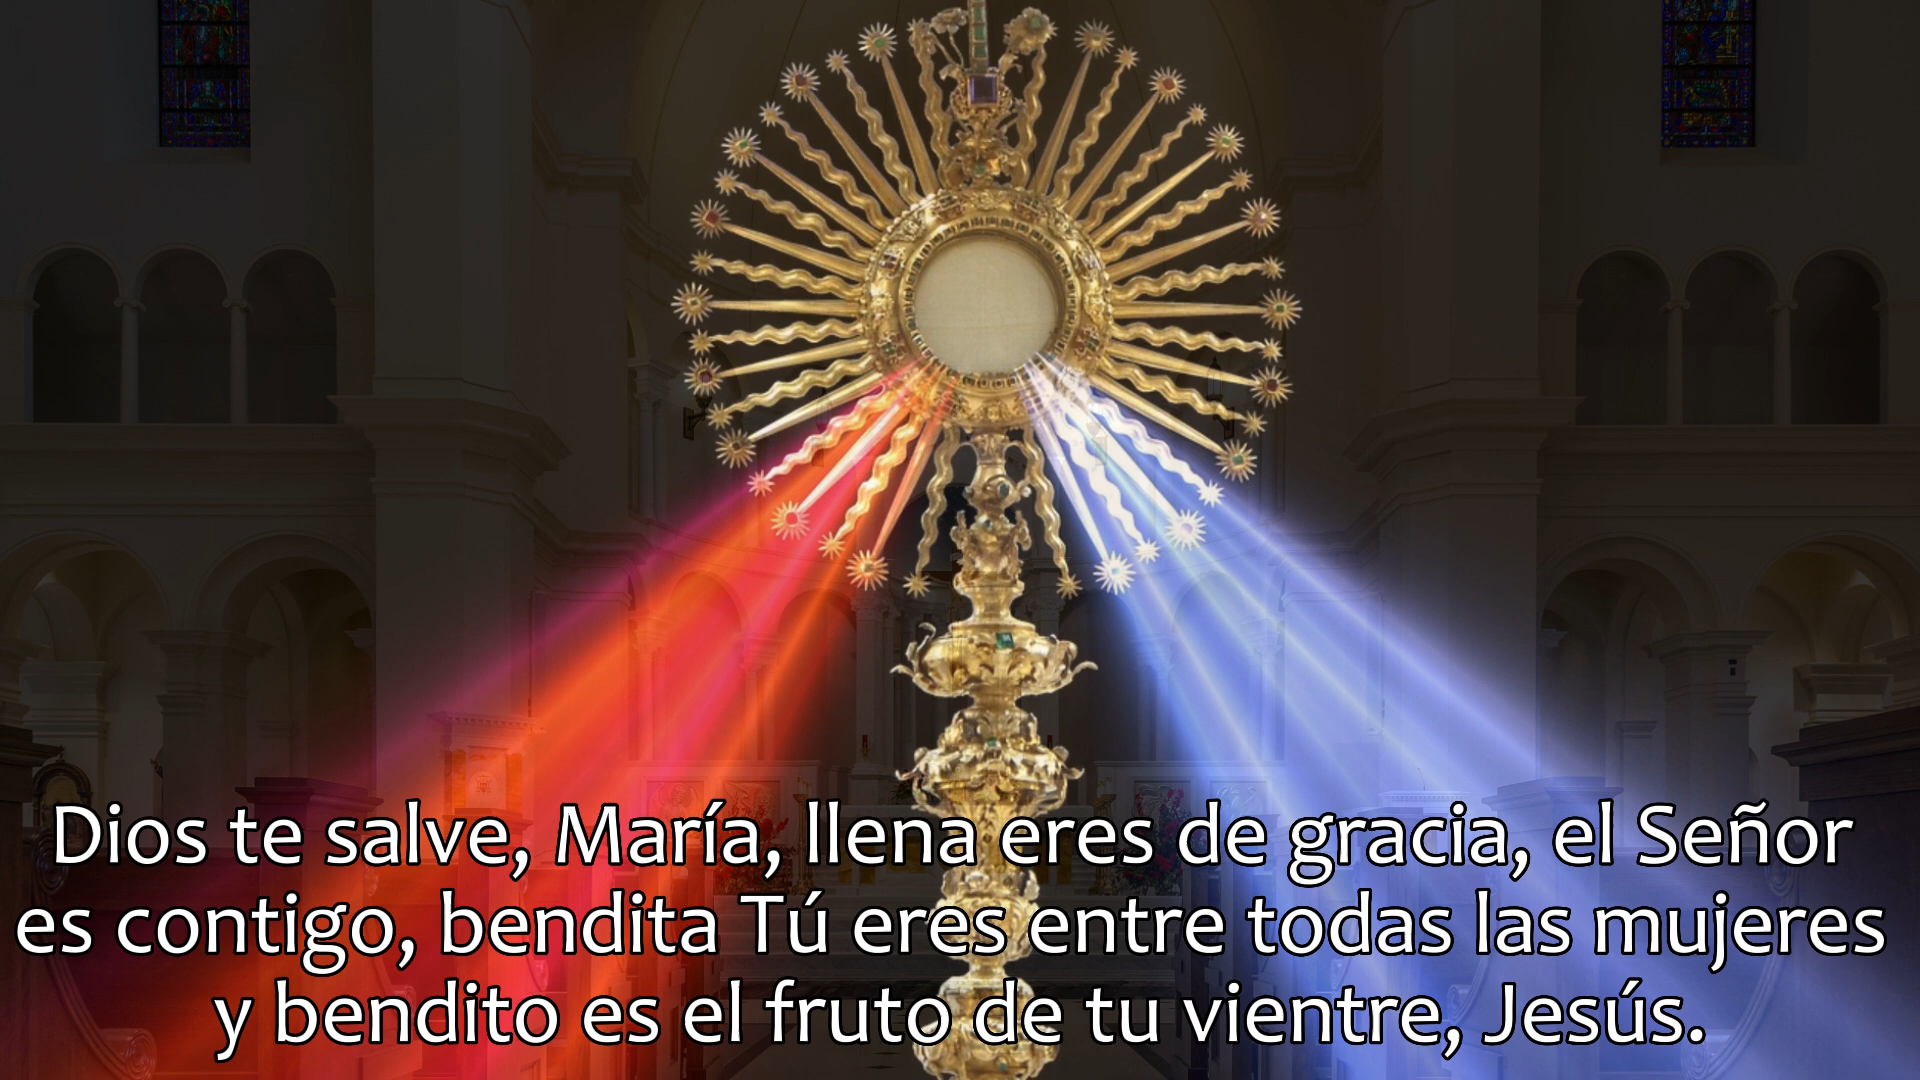 Dios te salve, María, llena eres de gracia, el Señor
es contigo, bendita Tú eres entre todas las mujeres
y bendito es el fruto de tu vientre, Jesús.